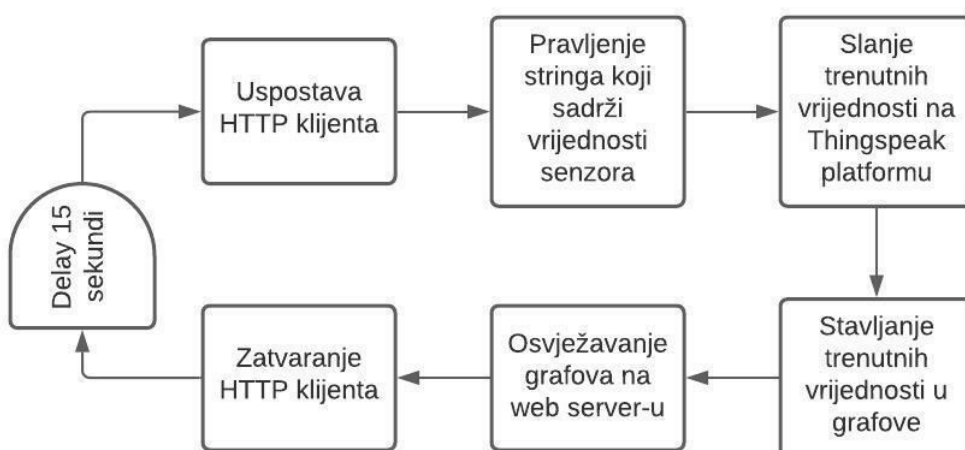 Uspostava
HTTP klijenta
Pravljenje
stringa koji
sadrži
vrijednosti
senzora
Slanje
trenutnih
vrijednosti na
Thingspeak
platformu
Stavljanje
trenutnih
vrijednosti u
grafove
Osvježavanje
grafova na
web server-u
Zatvaranje
HTTP klijenta
Delay 15
sekundi